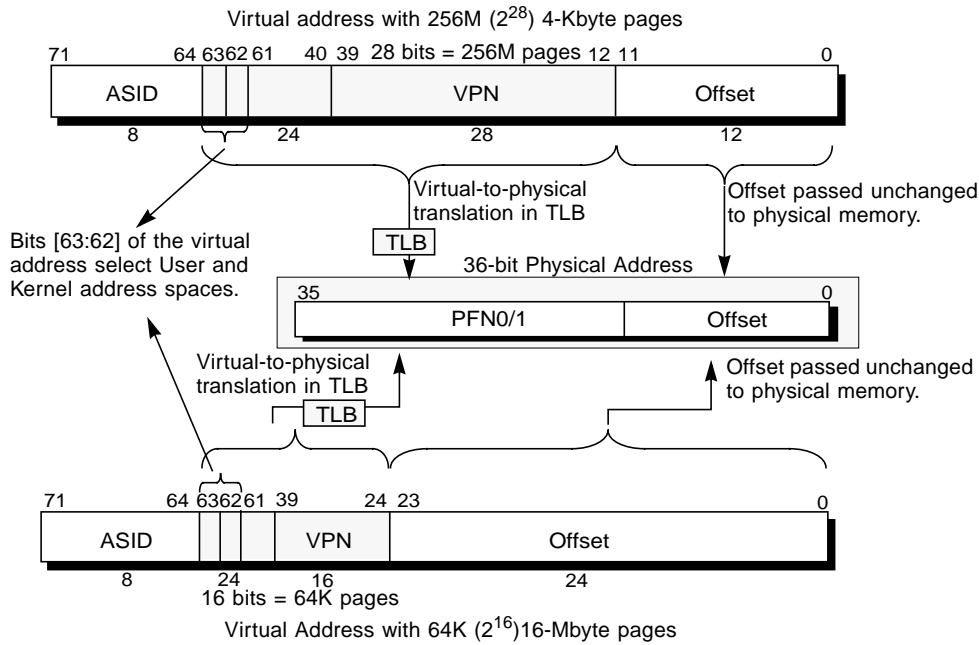 Virtual address with 256M (2^28) 4-Kbyte pages
71 64 63 62 61 40 39 28 bits = 256M pages 12 11 0
ASID VPN Offset
8 24 28 12
Virtual-to-physical
translation in TLB
Offset passed unchanged
to physical memory.
TLB
Bits [63:62] of the virtual
address select User and
Kernel address spaces.
36-bit Physical Address
35 0
PFN0/1 Offset
Virtual-to-physical
translation in TLB
TLB
Offset passed unchanged
to physical memory.
71 64 63 62 61 39 24 23 0
ASID VPN Offset
8 24 16 24
16 bits = 64K pages
Virtual Address with 64K (2^16)16-Mbyte pages